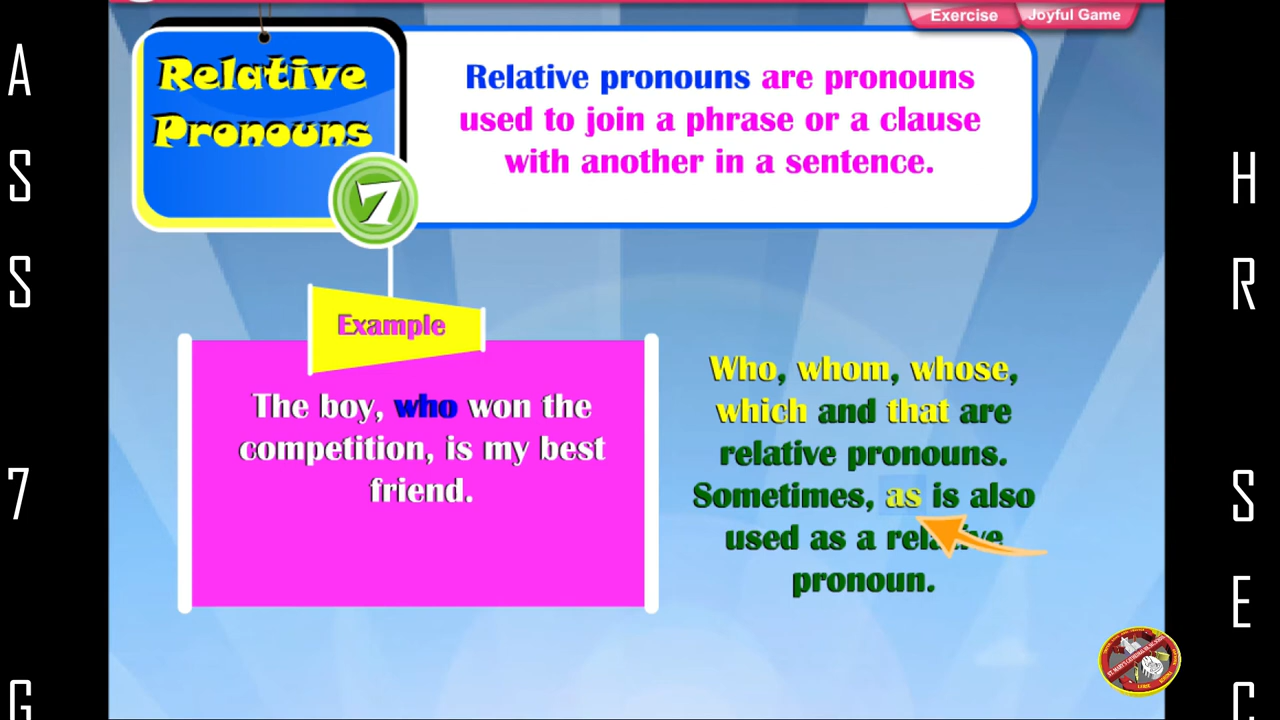 Exercise
Joyful Game
Relative
Pronouns
7
Relative pronouns are pronouns
used to join a phrase or a clause
with another in a sentence.
Example
The boy, who won the
competition, is my best
friend.
Who, whom, whose,
which and that are
relative pronouns.
Sometimes, as is also
used as a relative
pronoun.
A
S
S
7
G
H
R
S
E
C